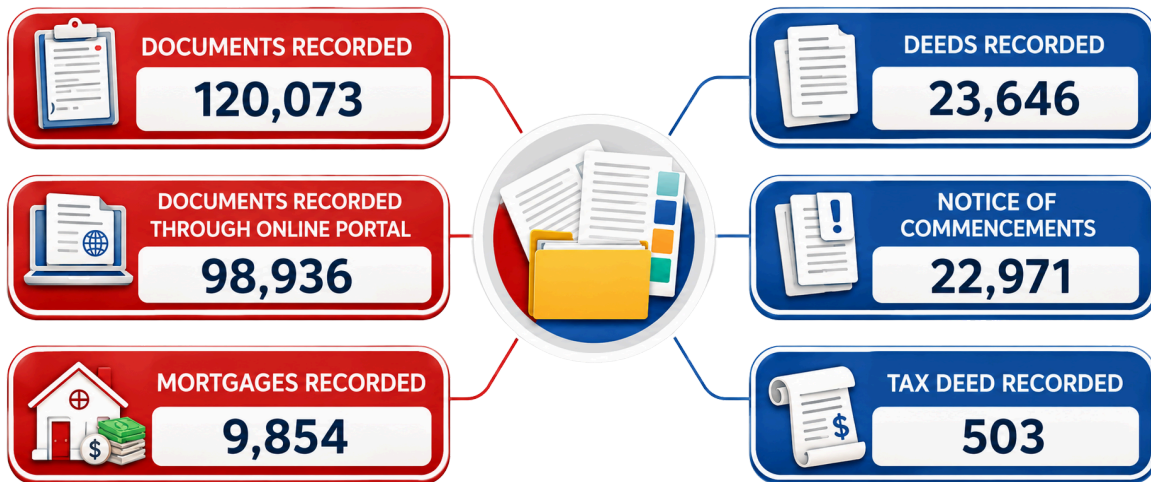 DOCUMENTS RECORDED
120,073
DOCUMENTS RECORDED
THROUGH ONLINE PORTAL
98,936
MORTGAGES RECORDED
$
9,854
DEEDS RECORDED
23,646
NOTICE OF
COMMENCEMENTS
!
22,971
TAX DEED RECORDED
$
503